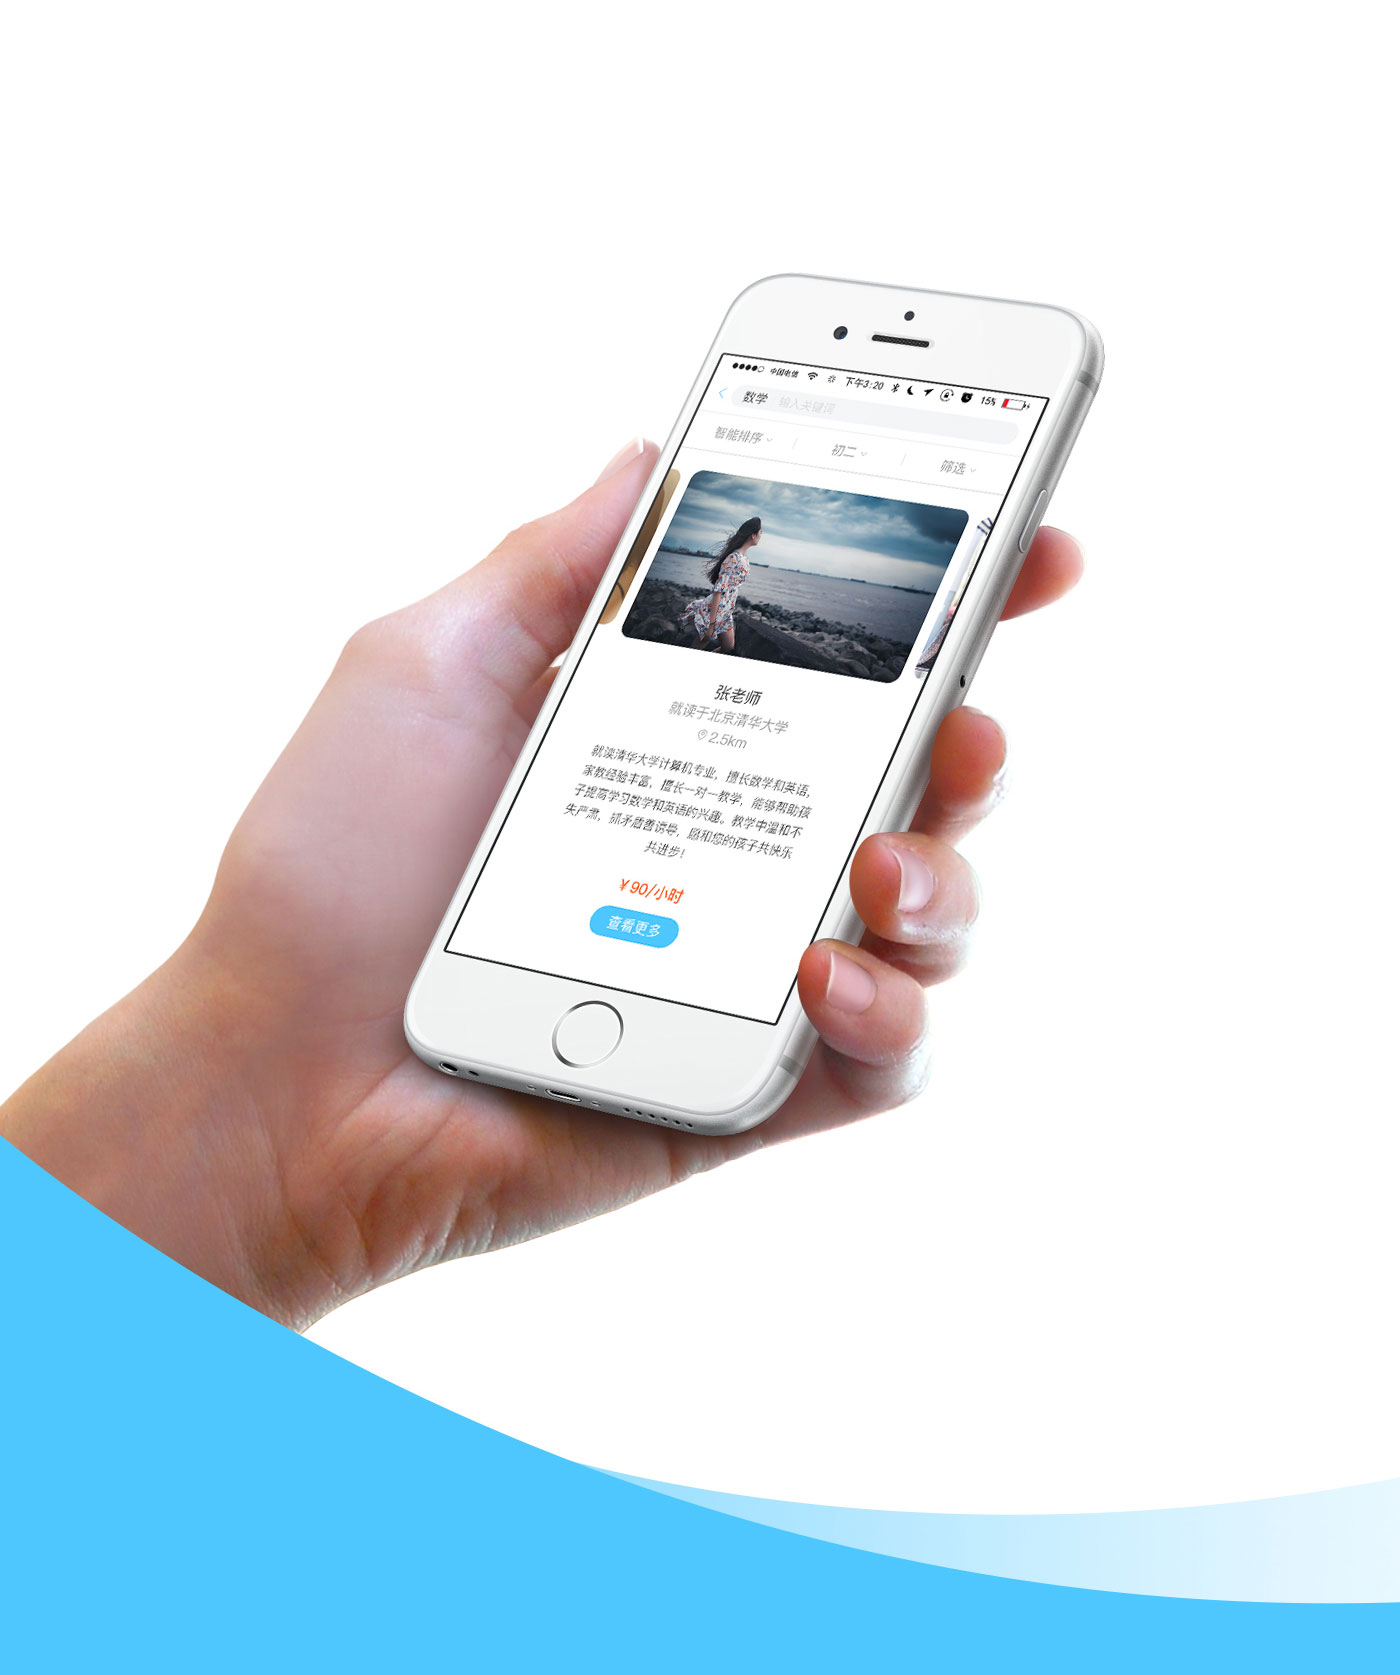 中国电信 下午3:20 15%
数学 输入关键词
智能排序 初二 筛选
张老师
就读于北京清华大学
2.5km
就读清华大学计算机专业，擅长数学和英语，
家教经验丰富，擅长一对一教学，能够帮助孩
子提高学习数学和英语的兴趣。教学中温和不
失严肃，抓矛盾善诱导，愿和您的孩子共快乐
共进步！
￥90/小时
查看更多